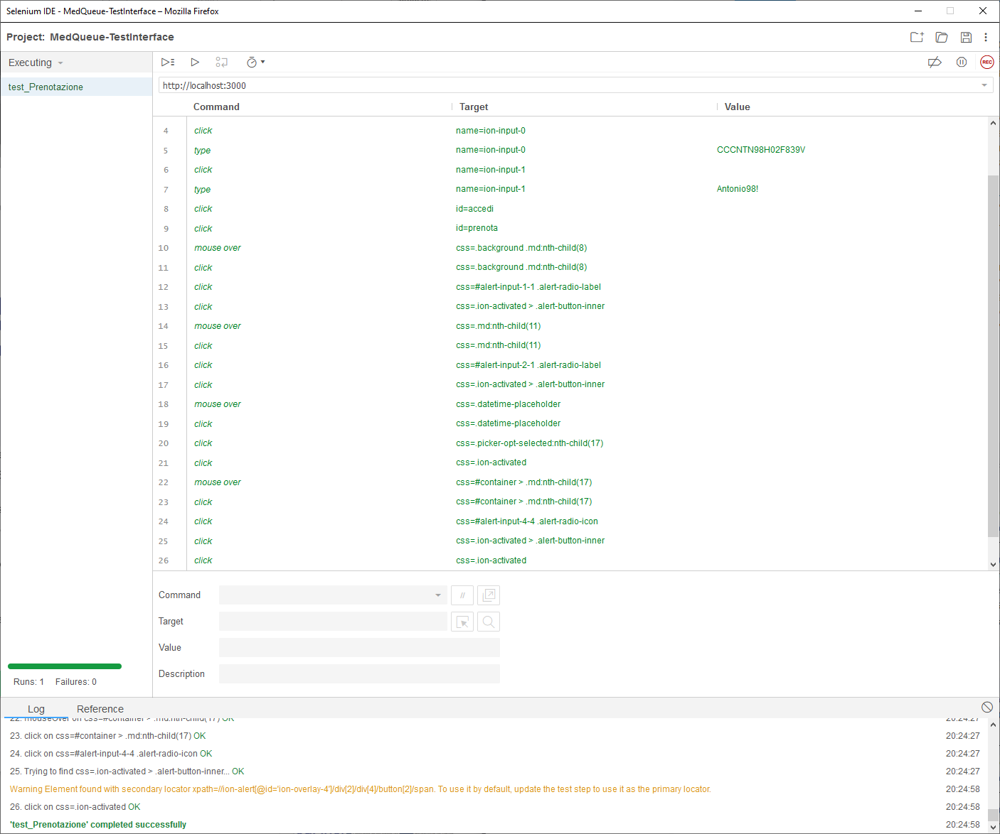 Selenium IDE - MedQueue-TestInterface – Mozilla Firefox
Project: MedQueue-TestInterface
Executing
test_Prenotazione
REC
http://localhost:3000
Command Target Value
4 click name=ion-input-0
5 type name=ion-input-0 CCCNTN98H02F839V
6 click name=ion-input-1
7 type name=ion-input-1 Antonio98!
8 click id=accedi
9 click id=prenota
10 mouse over css=.background .md:nth-child(8)
11 click css=.background .md:nth-child(8)
12 click css=#alert-input-1-1 .alert-radio-label
13 click css=.ion-activated > .alert-button-inner
14 mouse over css=.md:nth-child(11)
15 click css=.md:nth-child(11)
16 click css=#alert-input-2-1 .alert-radio-label
17 click css=.ion-activated > .alert-button-inner
18 mouse over css=.datetime-placeholder
19 click css=.datetime-placeholder
20 click css=.picker-opt-selected:nth-child(17)
21 click css=.ion-activated
22 mouse over css=#container > .md:nth-child(17)
23 click css=#container > .md:nth-child(17)
24 click css=#alert-input-4-4 .alert-radio-icon
25 click css=.ion-activated > .alert-button-inner
26 click css=.ion-activated
Command //
Target
Value
Description
Runs: 1 Failures: 0
Log Reference
22. mouseOver on css=#container > .md:nth-child(17) OK 20:24:27
23. click on css=#container > .md:nth-child(17) OK 20:24:27
24. click on css=#alert-input-4-4 .alert-radio-icon OK 20:24:27
25. Trying to find css=.ion-activated > .alert-button-inner... OK 20:24:27
Warning Element found with secondary locator xpath=//ion-alert[@id='ion-overlay-4']/div[2]/div[4]/button[2]/span. To use it by default, update the test step to use it as the primary locator. 20:24:58
26. click on css=.ion-activated OK 20:24:58
'test_Prenotazione' completed successfully 20:24:58